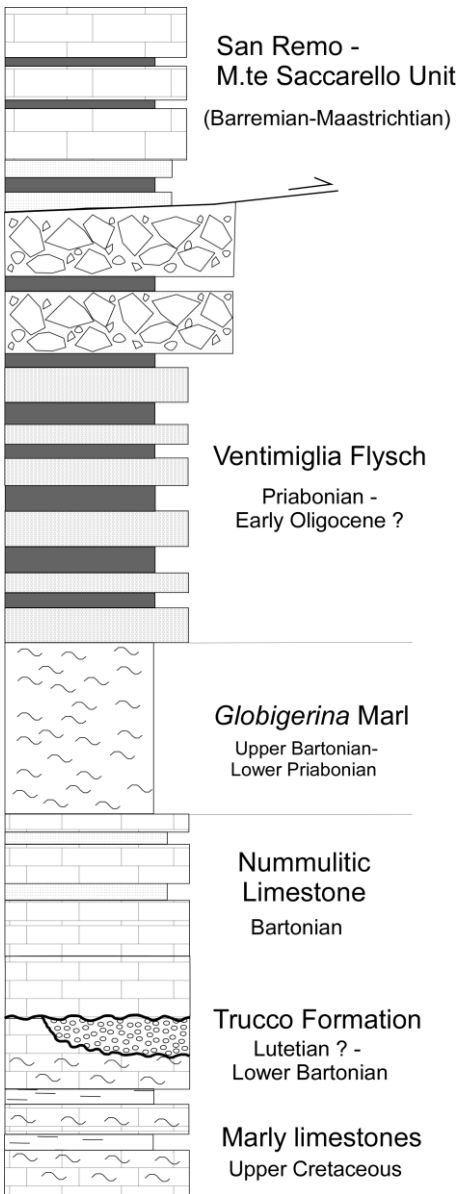 San Remo -
M.te Saccarello Unit
(Barremian-Maastrichtian)
Ventimiglia Flysch
Priabonian -
Early Oligocene ?
Globigerina Marl
Upper Bartonian-
Lower Priabonian
Nummulitic
Limestone
Bartonian
Trucco Formation
Lutetian ? -
Lower Bartonian
Marly limestones
Upper Cretaceous